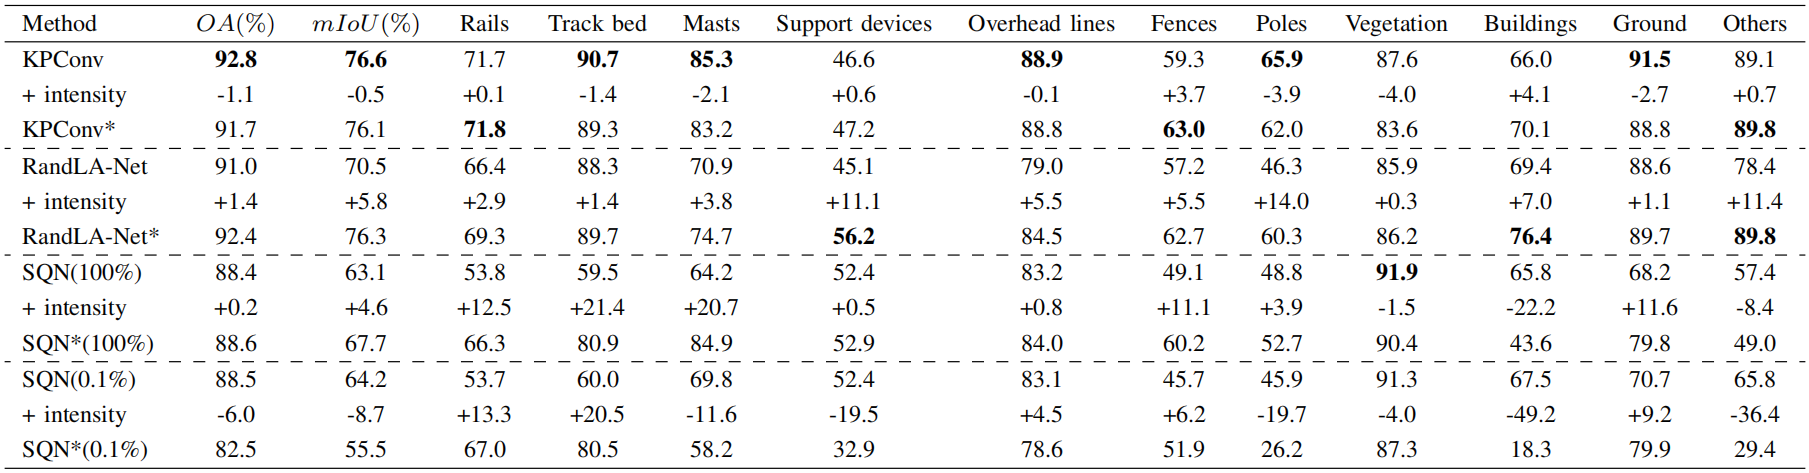 Method OA(%) mIoU(%) Rails Track bed Masts Support devices Overhead lines Fences Poles Vegetation Buildings Ground Others
KPConv 92.8 76.6 71.7 90.7 85.3 46.6 88.9 59.3 65.9 87.6 66.0 91.5 89.1
+ intensity -1.1 -0.5 +0.1 -1.4 -2.1 +0.6 -0.1 +3.7 -3.9 -4.0 +4.1 -2.7 +0.7
KPConv* 91.7 76.1 71.8 89.3 83.2 47.2 88.8 63.0 62.0 83.6 70.1 88.8 89.8
RandLA-Net 91.0 70.5 66.4 88.3 70.9 45.1 79.0 57.2 46.3 85.9 69.4 88.6 78.4
+ intensity +1.4 +5.8 +2.9 +1.4 +3.8 +11.1 +5.5 +5.5 +14.0 +0.3 +7.0 +1.1 +11.4
RandLA-Net* 92.4 76.3 69.3 89.7 74.7 56.2 84.5 62.7 60.3 86.2 76.4 89.7 89.8
SQN(100%) 88.4 63.1 53.8 59.5 64.2 52.4 83.2 49.1 48.8 91.9 65.8 68.2 57.4
+ intensity +0.2 +4.6 +12.5 +21.4 +20.7 +0.5 +0.8 +11.1 +3.9 -1.5 -22.2 +11.6 -8.4
SQN*(100%) 88.6 67.7 66.3 80.9 84.9 52.9 84.0 60.2 52.7 90.4 43.6 79.8 49.0
SQN(0.1%) 88.5 64.2 53.7 60.0 69.8 52.4 83.1 45.7 45.9 91.3 67.5 70.7 65.8
+ intensity -6.0 -8.7 +13.3 +20.5 -11.6 -19.5 +4.5 +6.2 -19.7 -4.0 -49.2 +9.2 -36.4
SQN*(0.1%) 82.5 55.5 67.0 80.5 58.2 32.9 78.6 51.9 26.2 87.3 18.3 79.9 29.4